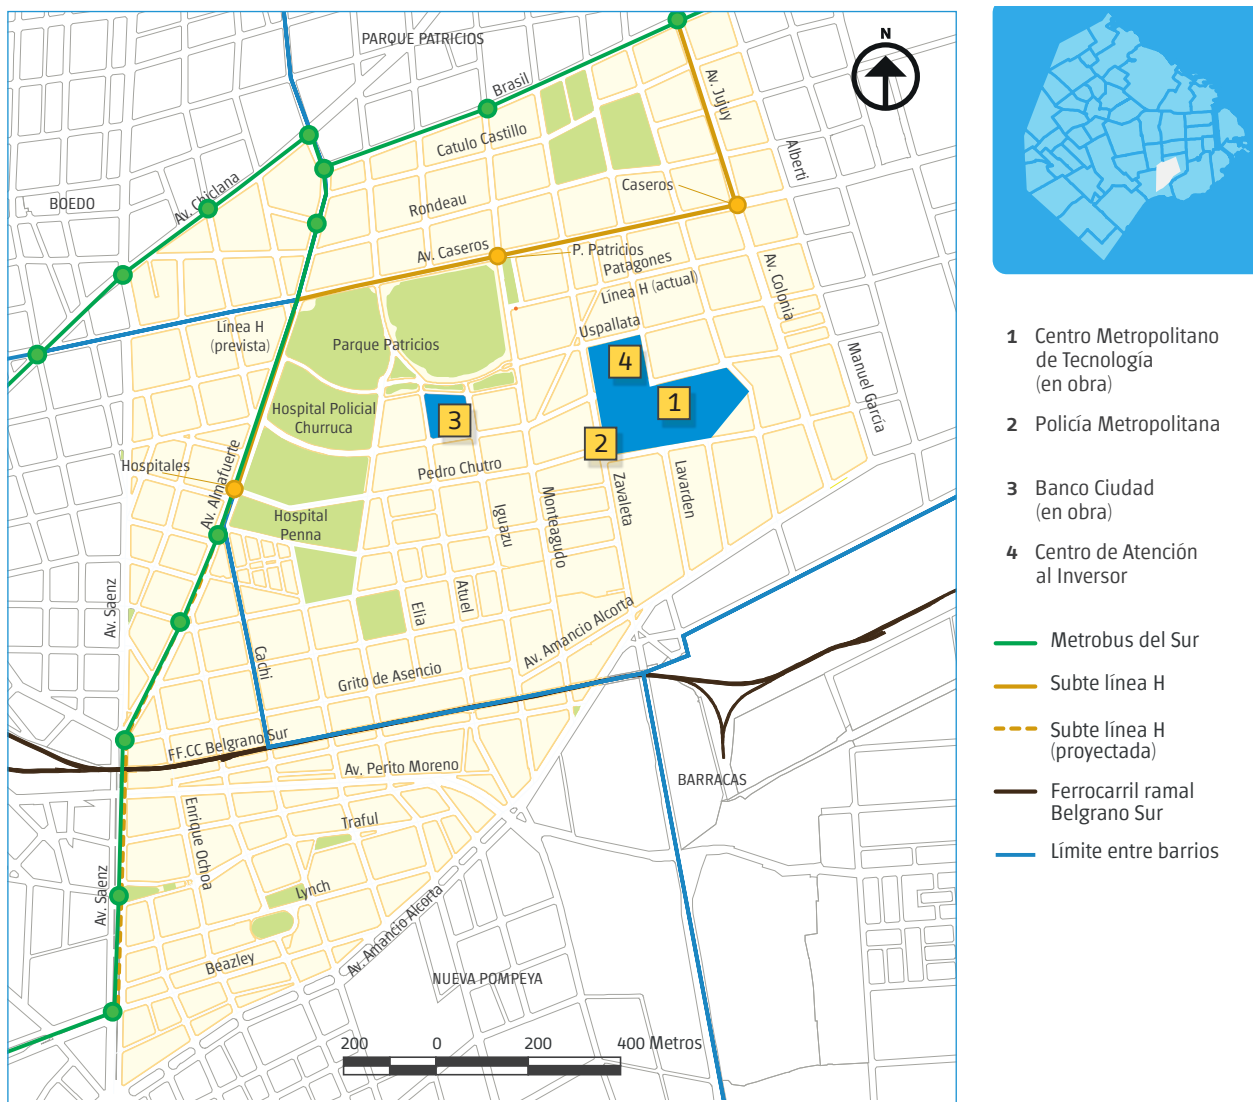 PARQUE PATRICIOS
N
Brasil
Av. Jujuy
Catulo Castillo
Alberti
Av. Chiclana
Caseros
BOEDO
Rondeau
Av. Caseros
P. Patricios
Patagones
Av. Colonia
Línea H (actual)
Línea H
(prevista)
Uspallata
Parque Patricios
Manuel García
4
1
Hospital Policial
Churruca
3
2
Hospitales
Av. Almafuerte
Pedro Chutro
Zavaleta
Lavarden
Monteagudo
Iguazu
Hospital
Penna
Av. Saenz
Elia
Atuel
Av. Amancio Alcorta
Cachi
Grito de Asencio
FF.CC Belgrano Sur
Av. Perito Moreno
BARRACAS
Enrique Ochoa
Traful
Av. Saenz
Lynch
Av. Amancio Alcorta
Beazley
NUEVA POMPEYA
200 0 200 400 Metros
1 Centro Metropolitano
de Tecnología
(en obra)
2 Policía Metropolitana
3 Banco Ciudad
(en obra)
4 Centro de Atención
al Inversor
Metrobus del Sur
Subte línea H
Subte línea H
(proyectada)
Ferrocarril ramal
Belgrano Sur
Límite entre barrios